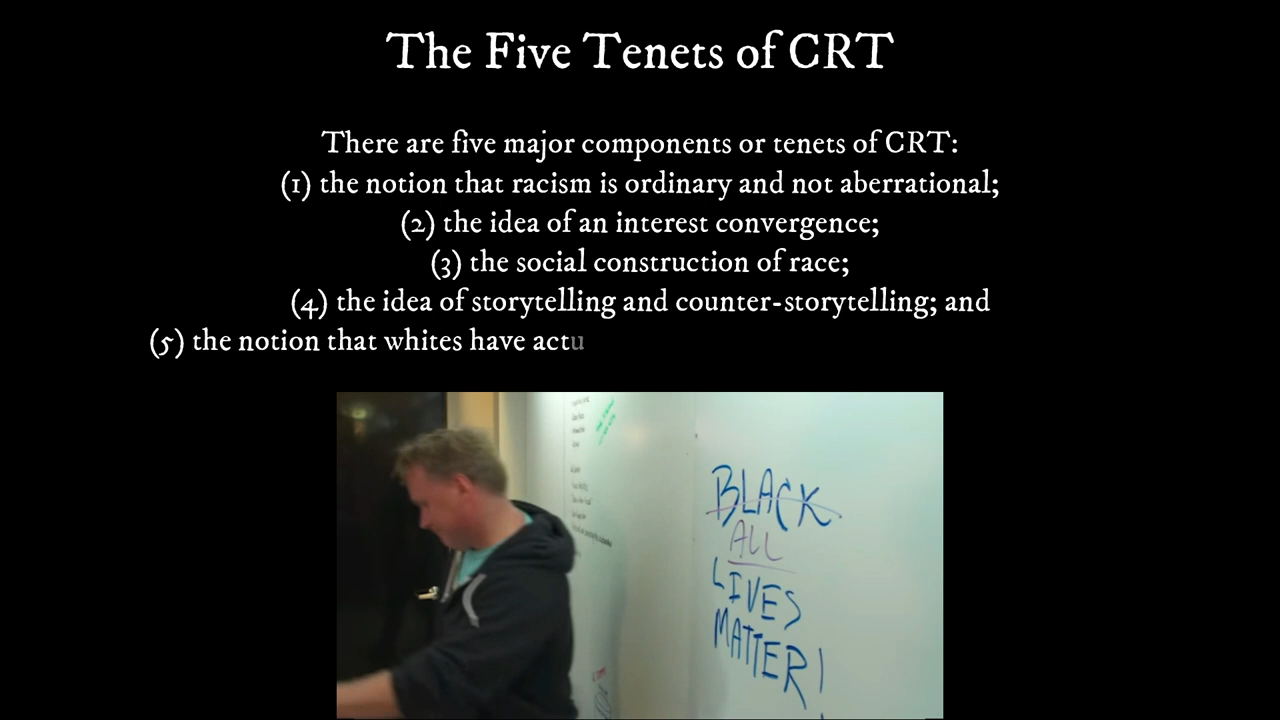 The Five Tenets of CRT
There are five major components or tenets of CRT:
(1) the notion that racism is ordinary and not aberrational;
(2) the idea of an interest convergence;
(3) the social construction of race;
(4) the idea of storytelling and counter-storytelling; and
(5) the notion that whites have actu
BLACK
ALL
LIVES
MATTER!